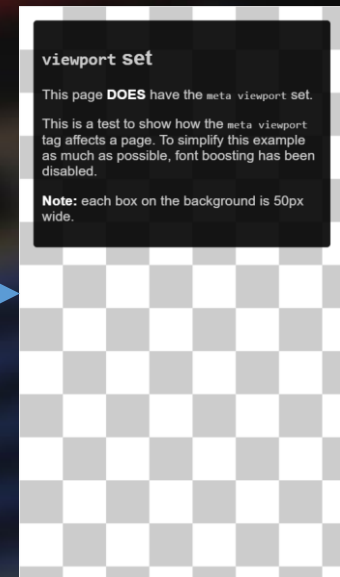 viewport set
This page DOES have the meta viewport set.
This is a test to show how the meta viewport
tag affects a page. To simplify this example
as much as possible, font boosting has been
disabled.
Note: each box on the background is 50px
wide.